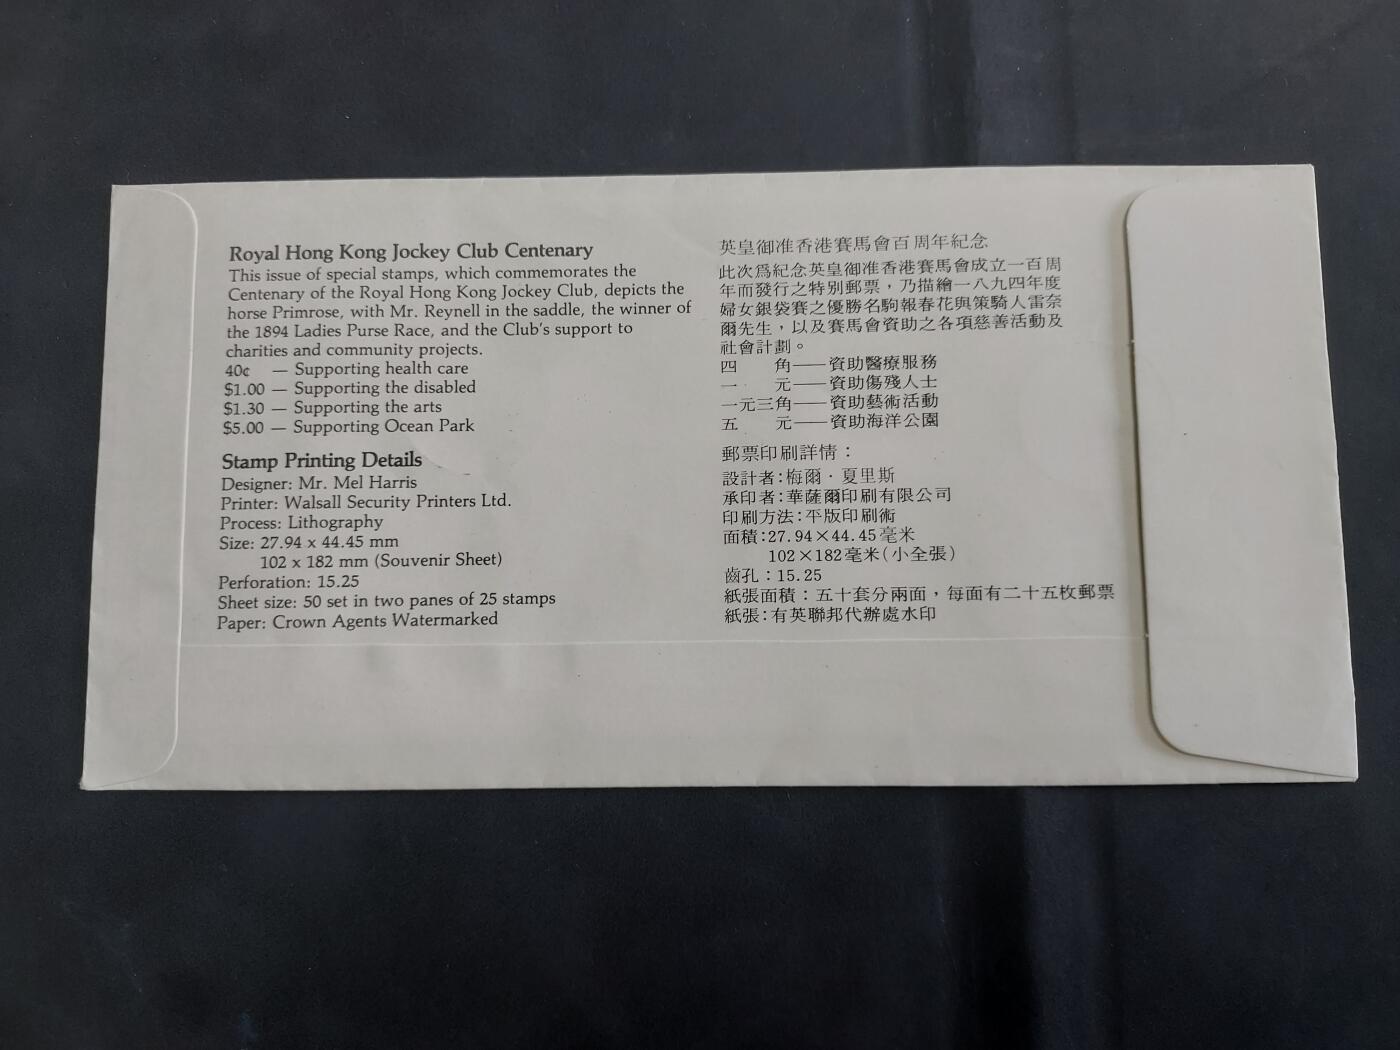 Royal Hong Kong Jockey Club Centenary
This issue of special stamps, which commemorates the
Centenary of the Royal Hong Kong Jockey Club, depicts the
horse Primrose, with Mr. Reynell in the saddle, the winner of
the 1894 Ladies Purse Race, and the Club's support to
charities and community projects.
40¢ — Supporting health care
$1.00 — Supporting the disabled
$1.30 — Supporting the arts
$5.00 — Supporting Ocean Park
Stamp Printing Details
Designer: Mr. Mel Harris
Printer: Walsall Security Printers Ltd.
Process: Lithography
Size: 27.94 x 44.45 mm
102 x 182 mm (Souvenir Sheet)
Perforation: 15.25
Sheet size: 50 set in two panes of 25 stamps
Paper: Crown Agents Watermarked
英皇御准香港賽馬會百周年紀念
此次爲紀念英皇御准香港賽馬會成立一百周
年而發行之特別郵票，乃描繪一八九四年度
婦女銀袋賽之優勝名駒報春花與策騎人雷奈
爾先生，以及賽馬會資助之各項慈善活動及
社會計劃。
四　角——資助醫療服務
一　元——資助傷殘人士
一元三角——資助藝術活動
五　元——資助海洋公園
郵票印刷詳情：
設計者：梅爾·夏里斯
承印者：華薩爾印刷有限公司
印刷方法：平版印刷術
面積：27.94×44.45毫米
102×182毫米（小全張）
齒孔：15.25
紙張面積：五十套分兩面，每面有二十五枚郵票
紙張：有英聯邦代辦處水印